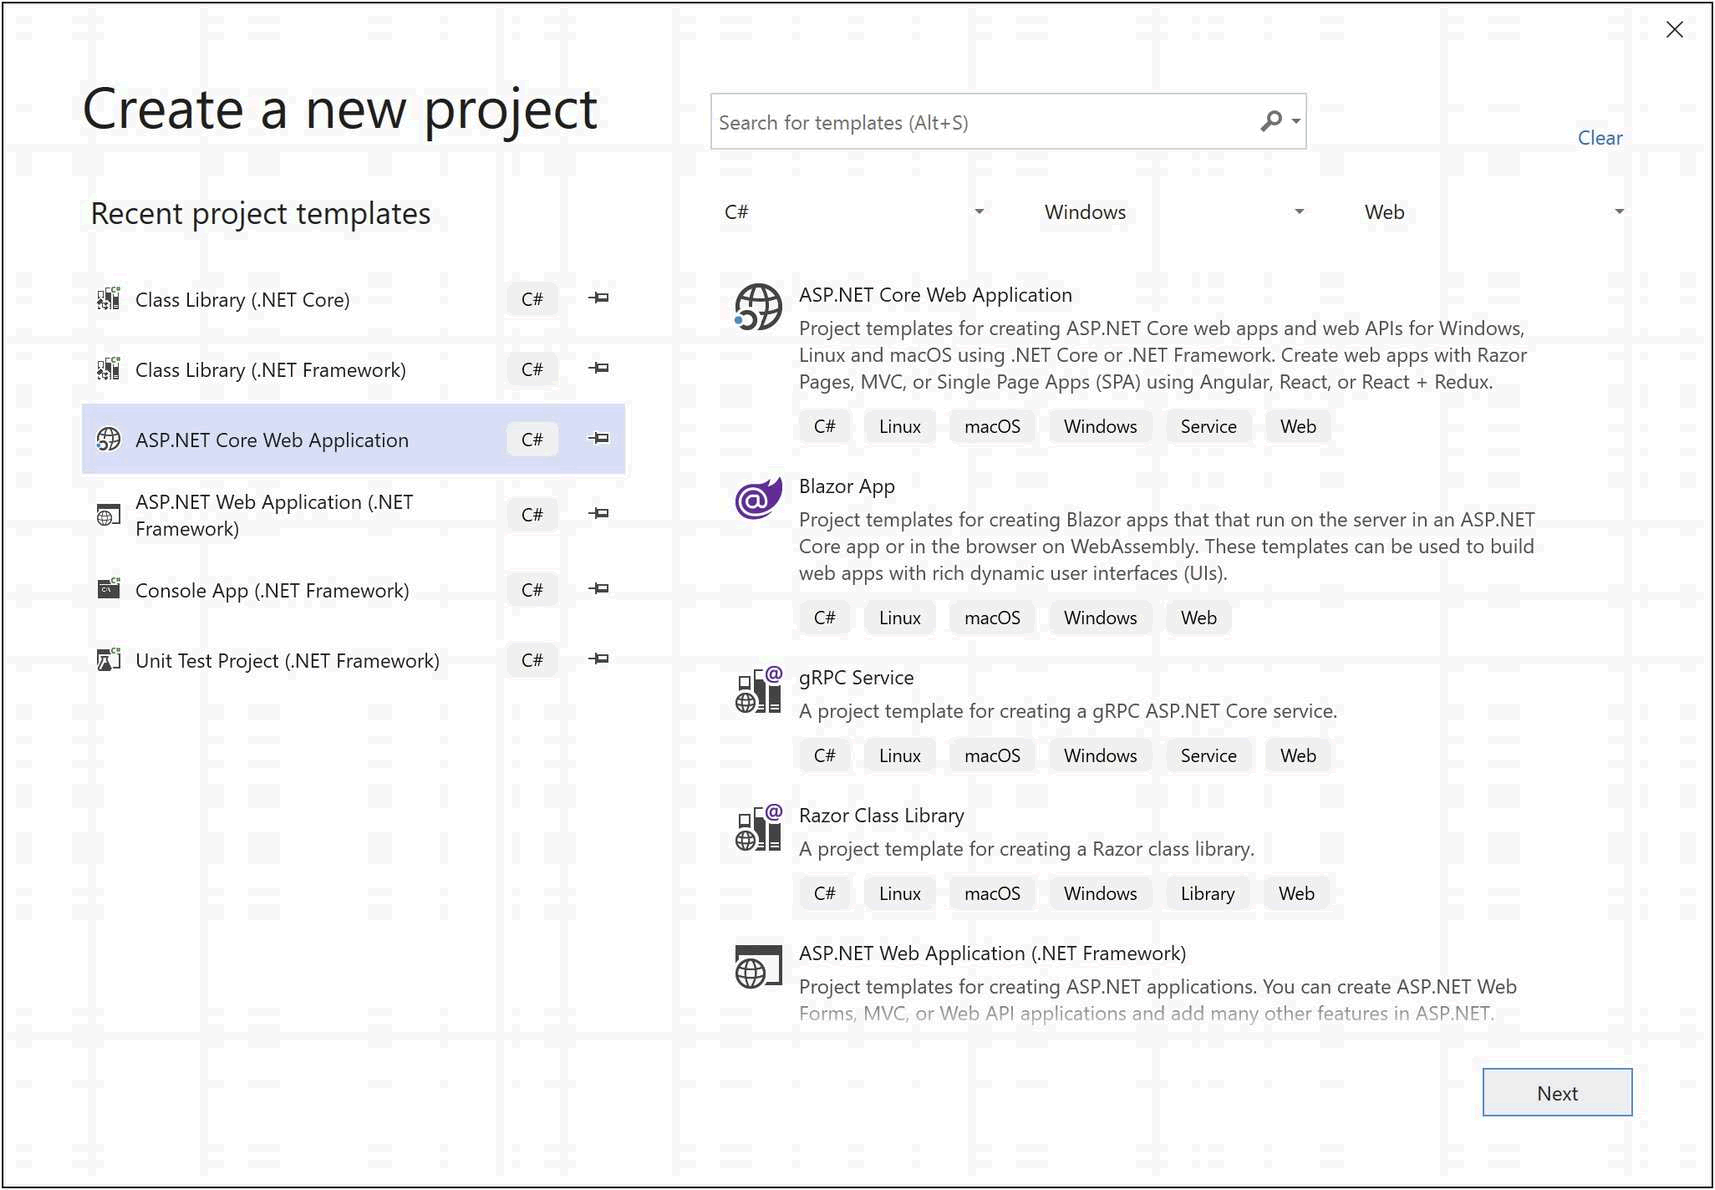 Create a new project
Search for templates (Alt+S)
Clear
Recent project templates
C#
Windows
Web
Class Library (.NET Core)
C#
Class Library (.NET Framework)
C#
ASP.NET Core Web Application
C#
ASP.NET Web Application (.NET
Framework)
C#
Console App (.NET Framework)
C#
Unit Test Project (.NET Framework)
C#
ASP.NET Core Web Application
Project templates for creating ASP.NET Core web apps and web APIs for Windows,
Linux and macOS using .NET Core or .NET Framework. Create web apps with Razor
Pages, MVC, or Single Page Apps (SPA) using Angular, React, or React + Redux.
C# Linux macOS Windows Service Web
Blazor App
Project templates for creating Blazor apps that that run on the server in an ASP.NET
Core app or in the browser on WebAssembly. These templates can be used to build
web apps with rich dynamic user interfaces (UIs).
C# Linux macOS Windows Web
gRPC Service
A project template for creating a gRPC ASP.NET Core service.
C# Linux macOS Windows Service Web
Razor Class Library
A project template for creating a Razor class library.
C# Linux macOS Windows Library Web
ASP.NET Web Application (.NET Framework)
Project templates for creating ASP.NET applications. You can create ASP.NET Web
Forms, MVC, or Web API applications and add many other features in ASP.NET.
Next